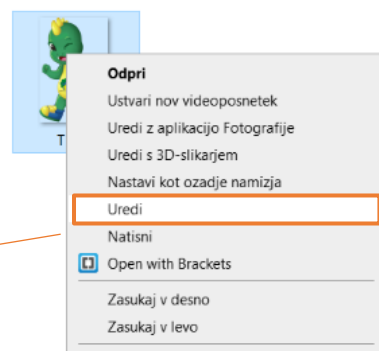 T
Odpri
Ustvari nov videoposnetek
Uredi z aplikacijo Fotografije
Uredi s 3D-slikarjem
Nastavi kot ozadje namizja
Uredi
Natisni
Open with Brackets
Zasukaj v desno
Zasukaj v levo